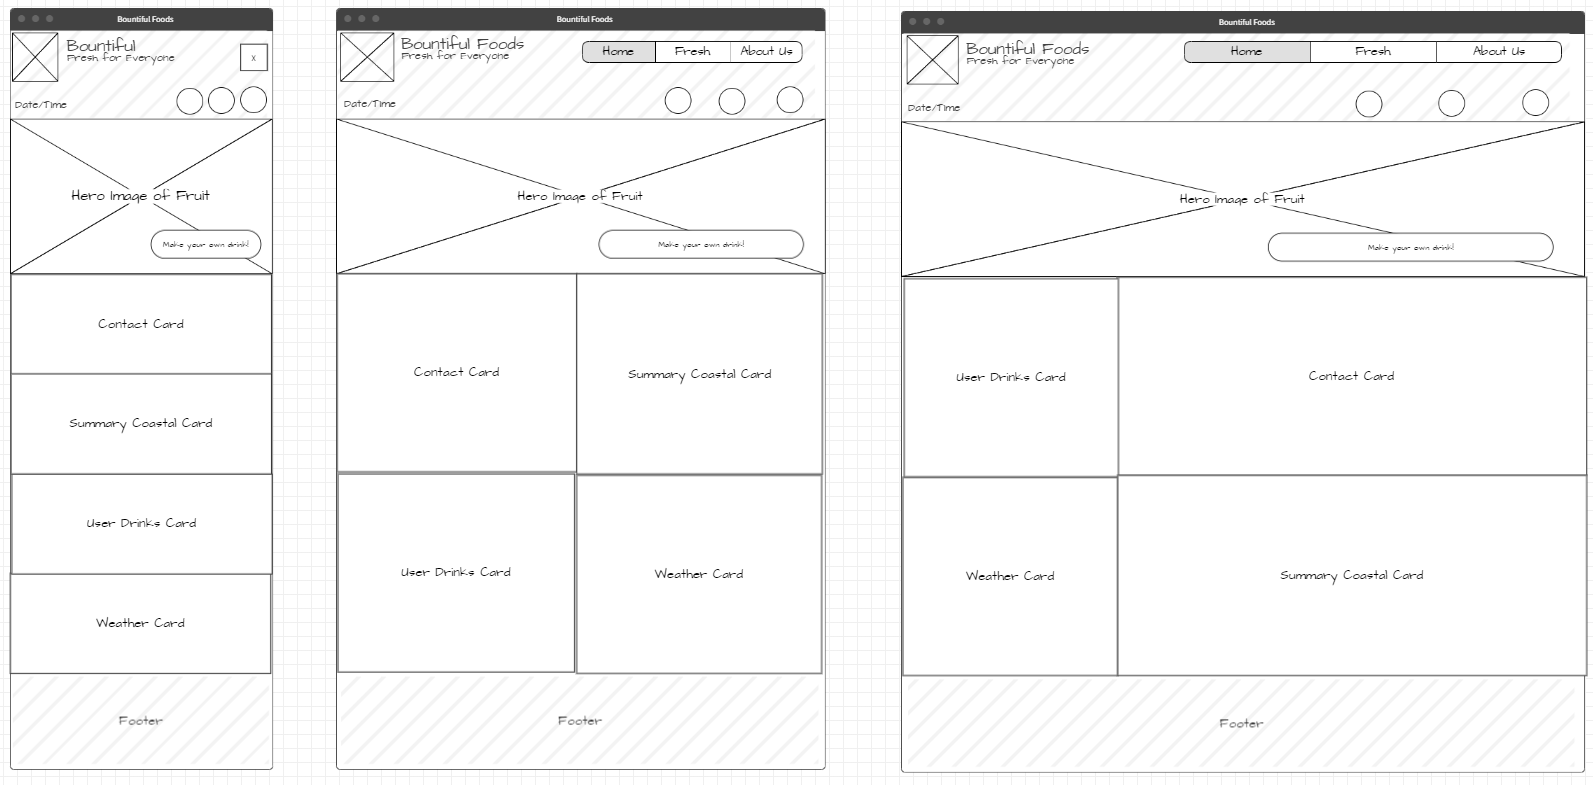 Bountiful Foods
Bountiful
Fresh for Everyone
x
Date/Time
Hero Image of Fruit
Make your own drink!
Contact Card
Summary Coastal Card
User Drinks Card
Weather Card
Footer
Bountiful Foods
Bountiful Foods
Fresh for Everyone
Home
Fresh
About Us
Date/Time
Hero Image of Fruit
Make your own drink!
Contact Card
Summary Coastal Card
User Drinks Card
Weather Card
Footer
Bountiful Foods
Bountiful Foods
Fresh for Everyone
Home
Fresh
About Us
Date/Time
Hero Image of Fruit
Make your own drink!
User Drinks Card
Contact Card
Weather Card
Summary Coastal Card
Footer